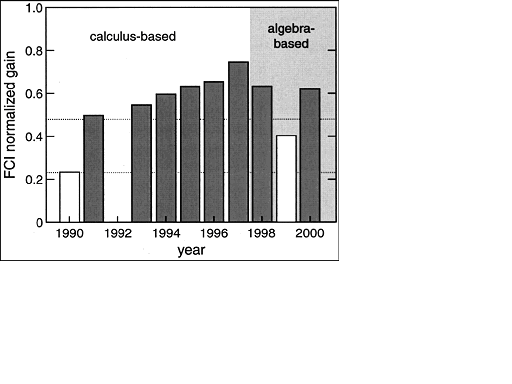 1.0
0.8
0.6
0.4
0.2
0
FCI normalized gain
calculus-based
algebra-
based
1990
1992
1994
1996
1998
2000
year